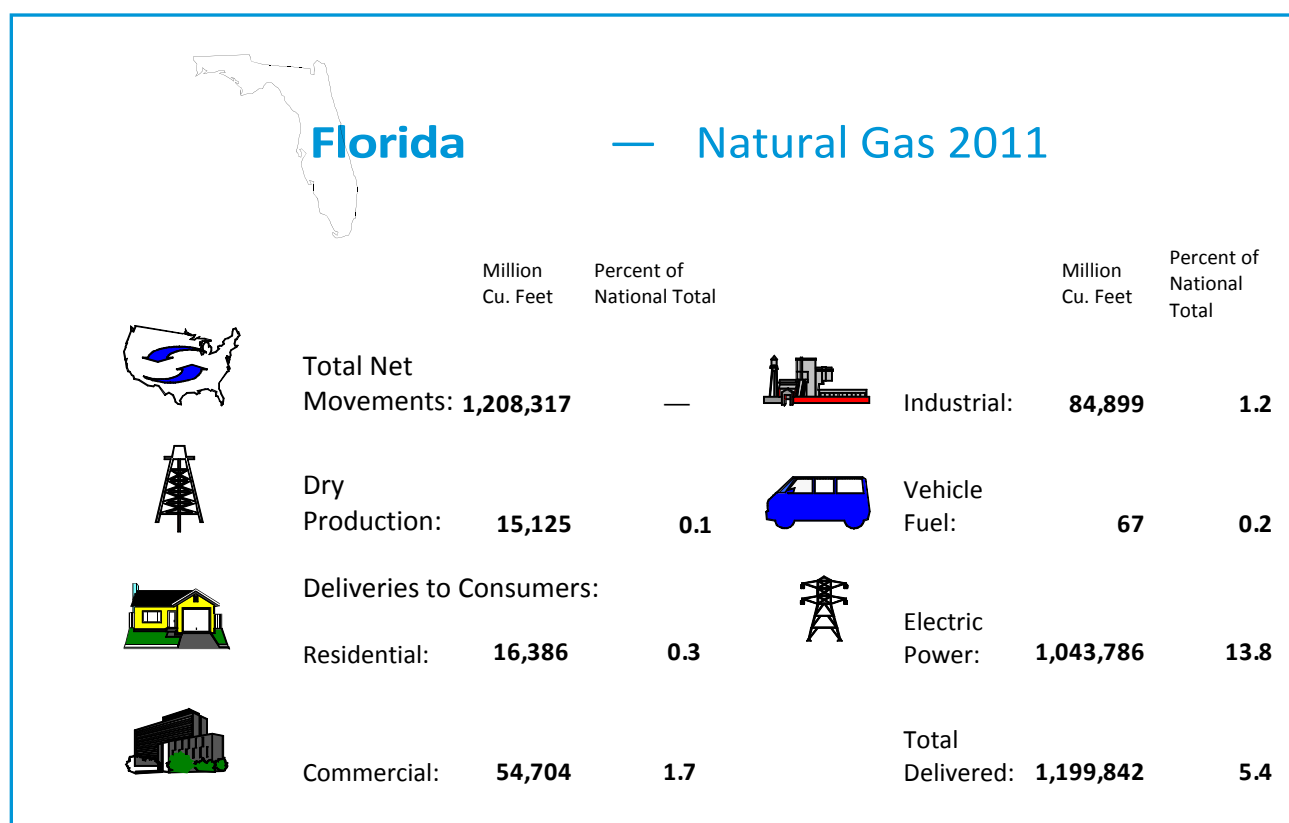 Florida — Natural Gas 2011
Million Cu. Feet
Percent of National Total
Million Cu. Feet
Percent of National Total
Total Net Movements: 1,208,317 —
Industrial: 84,899 1.2
Dry Production: 15,125 0.1
Vehicle Fuel: 67 0.2
Deliveries to Consumers:
Residential: 16,386 0.3
Electric Power: 1,043,786 13.8
Commercial: 54,704 1.7
Total Delivered: 1,199,842 5.4